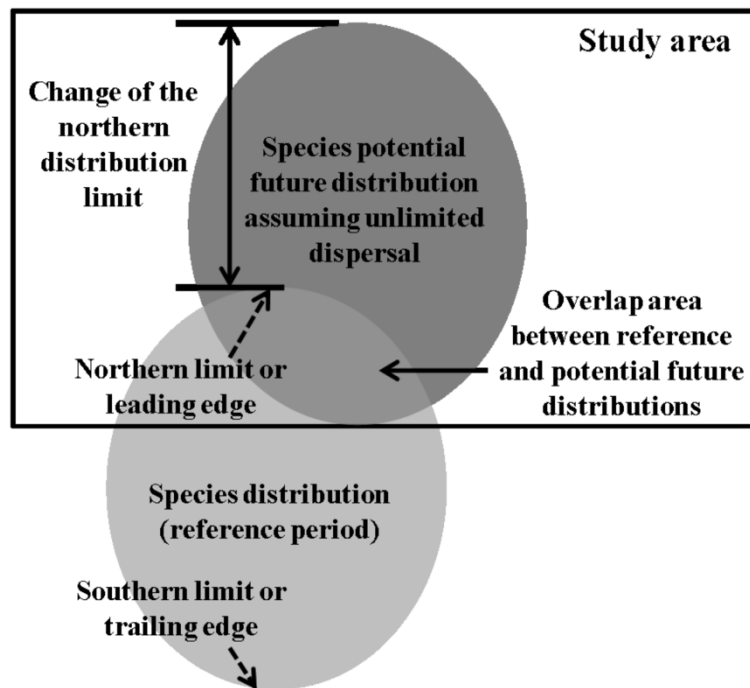 Study area
Change of the
northern
distribution
limit
Species potential
future distribution
assuming unlimited
dispersal
Overlap area
between reference
and potential future
distributions
Northern limit or
leading edge
Species distribution
(reference period)
Southern limit or
trailing edge